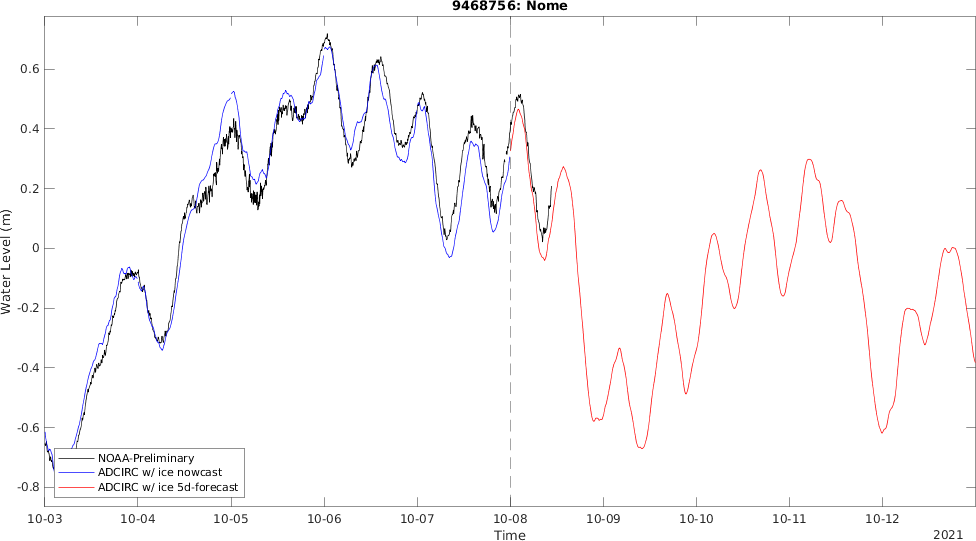 9468756: Nome
Water Level (m)
0.6
0.4
0.2
0
-0.2
-0.4
-0.6
-0.8
NOAA-Preliminary
ADCIRC w/ ice nowcast
ADCIRC w/ ice 5d-forecast
10-03 10-04 10-05 10-06 10-07 10-08 10-09 10-10 10-11 10-12
Time
2021